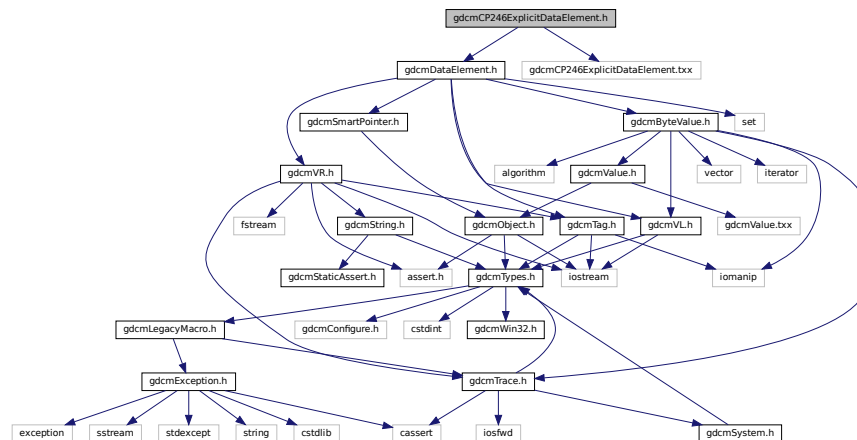 gdcmCP246ExplicitDataElement.h
gdcmDataElement.h
gdcmCP246ExplicitDataElement.txx
gdcmSmartPointer.h
gdcmByteValue.h
set
gdcmVR.h
algorithm
gdcmValue.h
vector
iterator
fstream
gdcmString.h
gdcmObject.h
gdcmTag.h
gdcmVL.h
gdcmValue.txx
gdcmStaticAssert.h
assert.h
gdcmTypes.h
iostream
iomanip
gdcmLegacyMacro.h
gdcmConfigure.h
cstdint
gdcmWin32.h
gdcmException.h
gdcmTrace.h
exception
sstream
stdexcept
string
cstdlib
cassert
iosfwd
gdcmSystem.h